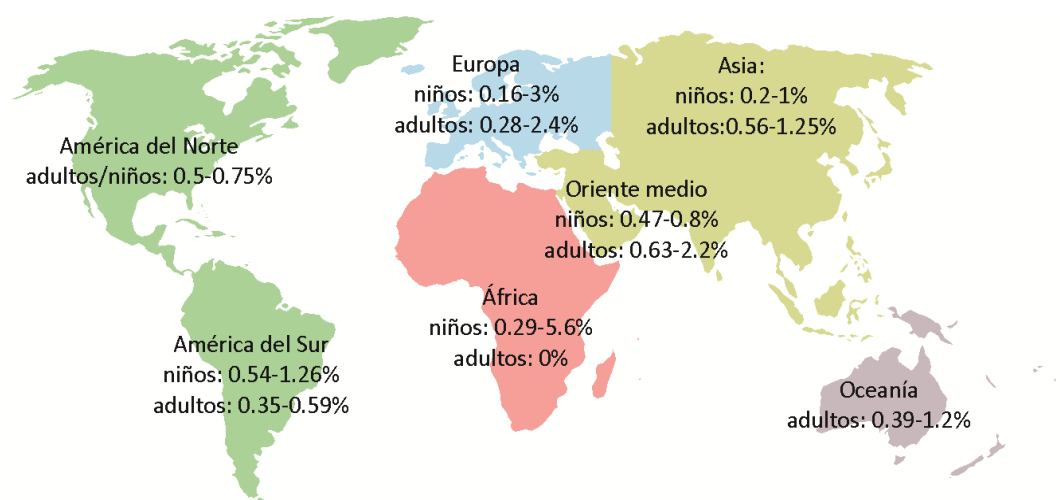 Europa
niños: 0.16-3%
adultos: 0.28-2.4%
Asia:
niños: 0.2-1%
adultos:0.56-1.25%
América del Norte
adultos/niños: 0.5-0.75%
Oriente medio
niños: 0.47-0.8%
adultos: 0.63-2.2%
África
niños: 0.29-5.6%
adultos: 0%
América del Sur
niños: 0.54-1.26%
adultos: 0.35-0.59%
Oceanía
adultos: 0.39-1.2%